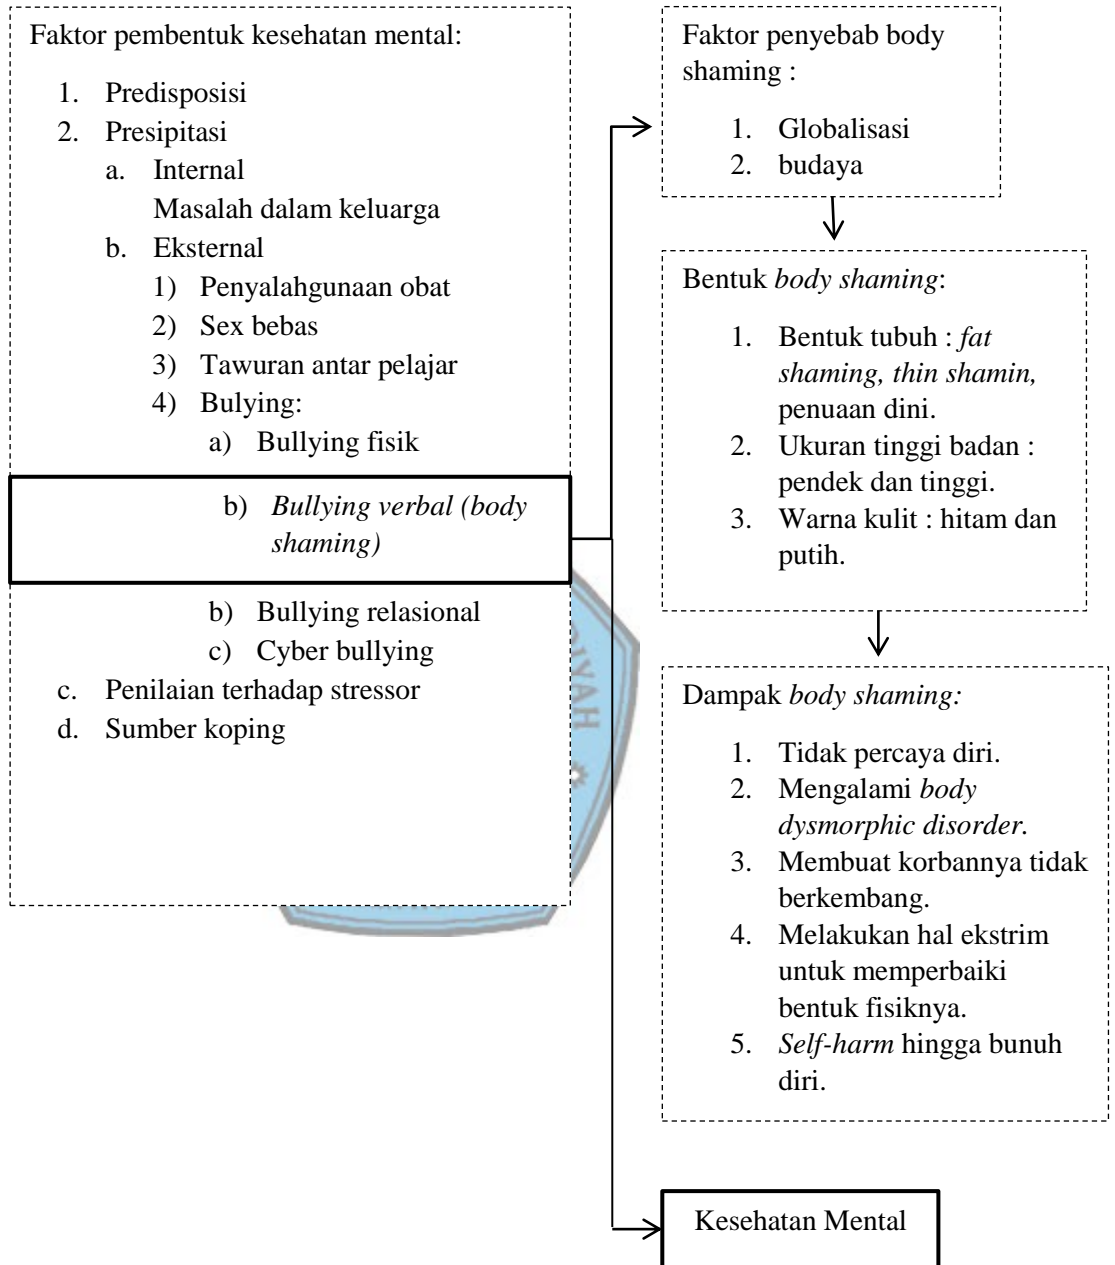 Faktor pembentuk kesehatan mental:
1. Predisposisi
2. Presipitasi
a. Internal
Masalah dalam keluarga
b. Eksternal
1) Penyalahgunaan obat
2) Sex bebas
3) Tawuran antar pelajar
4) Bulying:
a) Bullying fisik
b) Bullying verbal (body
shaming)
b) Bullying relasional
c) Cyber bullying
c. Penilaian terhadap stressor
d. Sumber koping
Faktor penyebab body
shaming :
1. Globalisasi
2. budaya
Bentuk body shaming:
1. Bentuk tubuh : fat
shaming, thin shamin,
penuaan dini.
2. Ukuran tinggi badan :
pendek dan tinggi.
3. Warna kulit : hitam dan
putih.
Dampak body shaming:
1. Tidak percaya diri.
2. Mengalami body
dysmorphic disorder.
3. Membuat korbannya tidak
berkembang.
4. Melakukan hal ekstrim
untuk memperbaiki
bentuk fisiknya.
5. Self-harm hingga bunuh
diri.
Kesehatan Mental